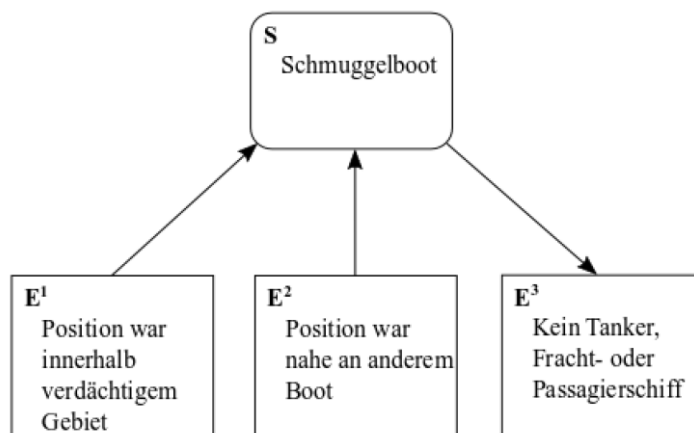 S
Schmuggelboot
E¹
Position war
innerhalb
verdächtigem
Gebiet
E²
Position war
nahe an anderem
Boot
E³
Kein Tanker,
Fracht- oder
Passagierschiff